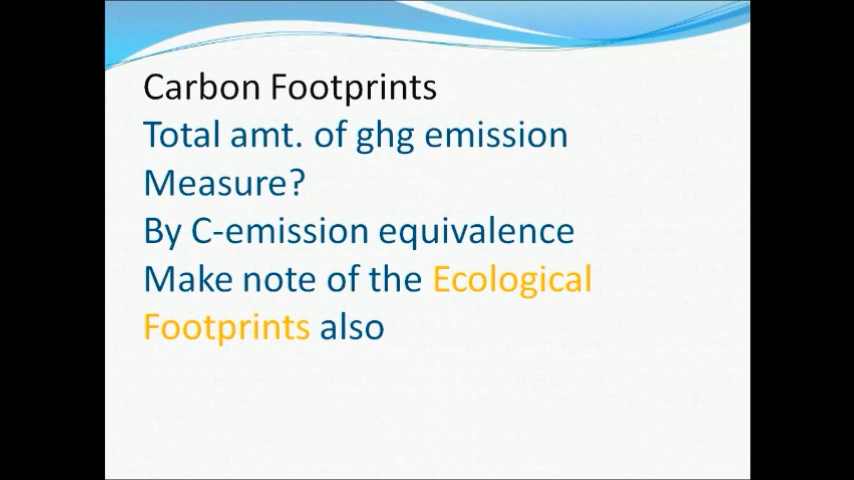 Carbon Footprints
Total amt. of ghg emission
Measure?
By C-emission equivalence
Make note of the Ecological
Footprints also